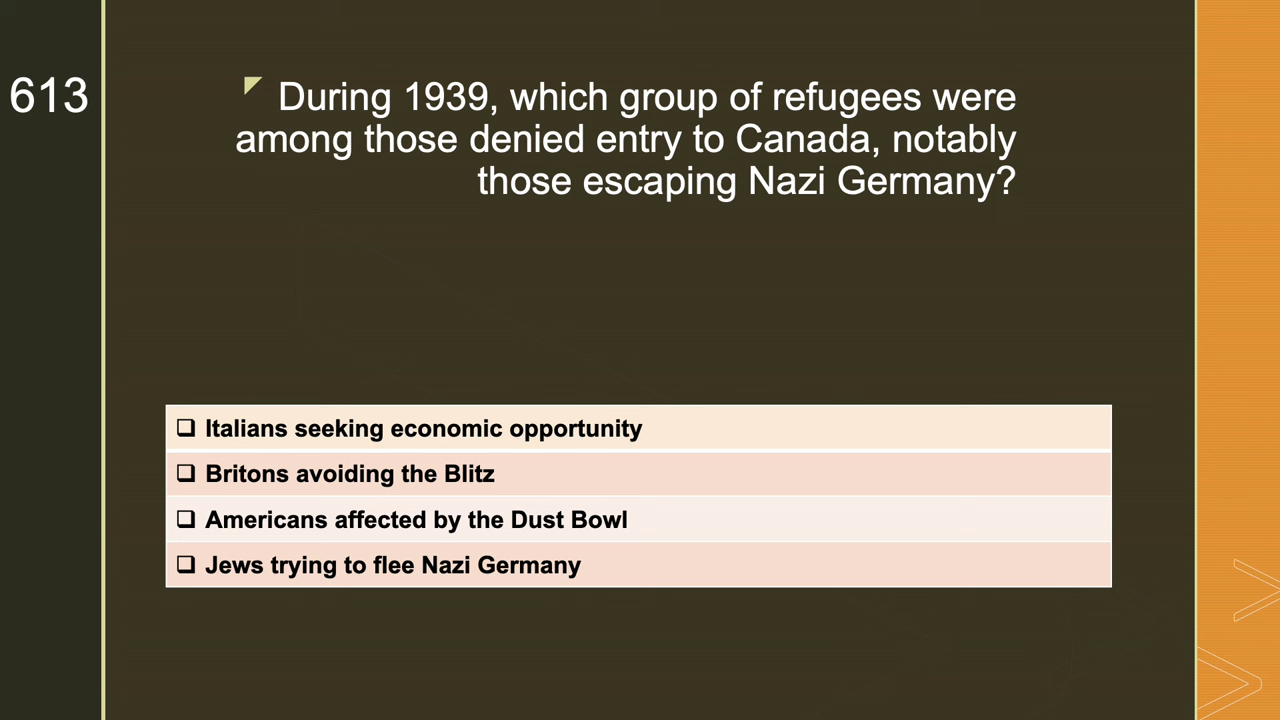 613
During 1939, which group of refugees were
among those denied entry to Canada, notably
those escaping Nazi Germany?
❑ Italians seeking economic opportunity
❑ Britons avoiding the Blitz
❑ Americans affected by the Dust Bowl
❑ Jews trying to flee Nazi Germany